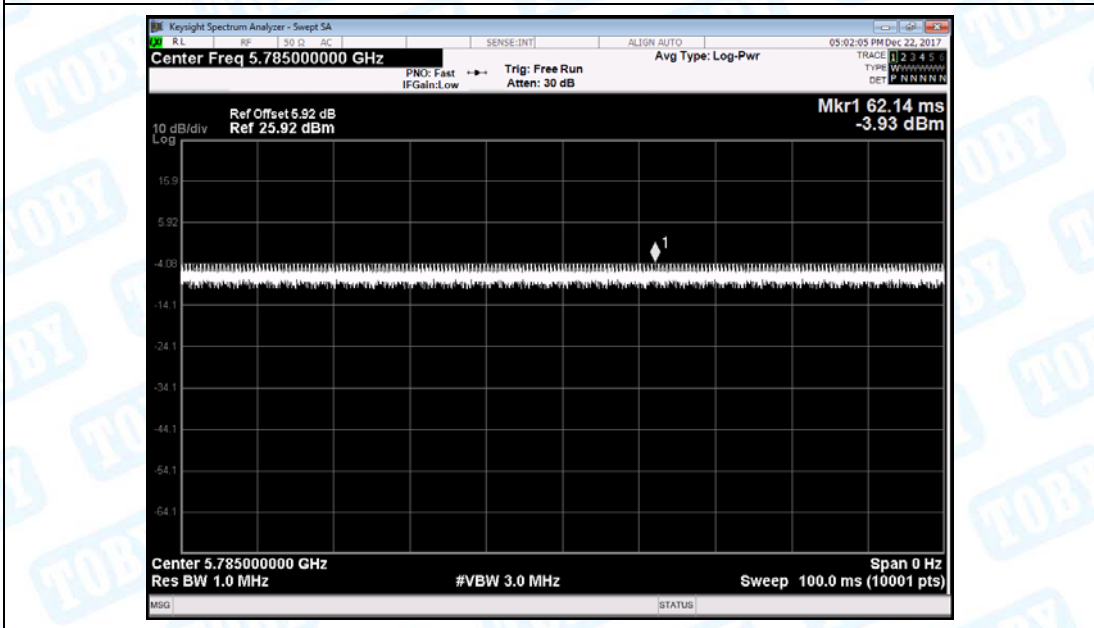 Keysight Spectrum Analyzer - Swept SA
RL RF 50 Ω AC SENSE:INT ALIGN AUTO 05:02:05 PM Dec 22, 2017
Center Freq 5.785000000 GHz Avg Type: Log-Pwr TRACE 1 2 3 4 5 6
PNO: Fast Trig: Free Run TYPE WWWWWW
IFGain:Low Atten: 30 dB DET P N N N N N
Ref Offset 5.92 dB Mkr1 62.14 ms
10 dB/div Ref 25.92 dBm -3.93 dBm
Log
15.9
5.92
1
-4.08
-14.1
-24.1
-34.1
-44.1
-54.1
-64.1
Center 5.785000000 GHz Span 0 Hz
Res BW 1.0 MHz #VBW 3.0 MHz Sweep 100.0 ms (10001 pts)
MSG STATUS
TOBY